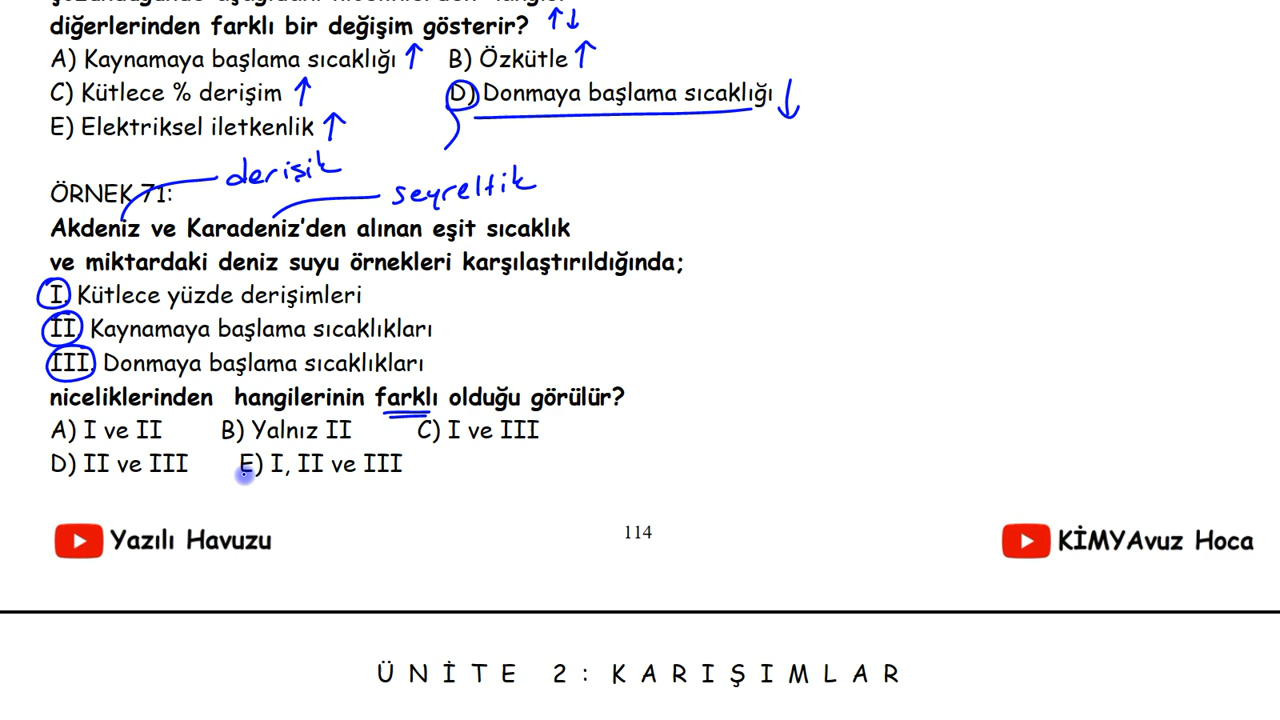 diğerlerinden farklı bir değişim gösterir? ↑↓
A) Kaynamaya başlama sıcaklığı ↑ B) Özkütle ↑
C) Kütlece % derişim ↑ D) Donmaya başlama sıcaklığı ↓
E) Elektriksel iletkenlik ↑
derişik
ÖRNEK 71:
seyreltik
Akdeniz ve Karadeniz'den alınan eşit sıcaklık
ve miktardaki deniz suyu örnekleri karşılaştırıldığında;
I. Kütlece yüzde derişimleri
II. Kaynamaya başlama sıcaklıkları
III. Donmaya başlama sıcaklıkları
niceliklerinden hangilerinin farklı olduğu görülür?
A) I ve II B) Yalnız II C) I ve III
D) II ve III E) I, II ve III
Yazılı Havuzu 114 KİMYAvuz Hoca
ÜNİTE 2: KARIŞIMLAR